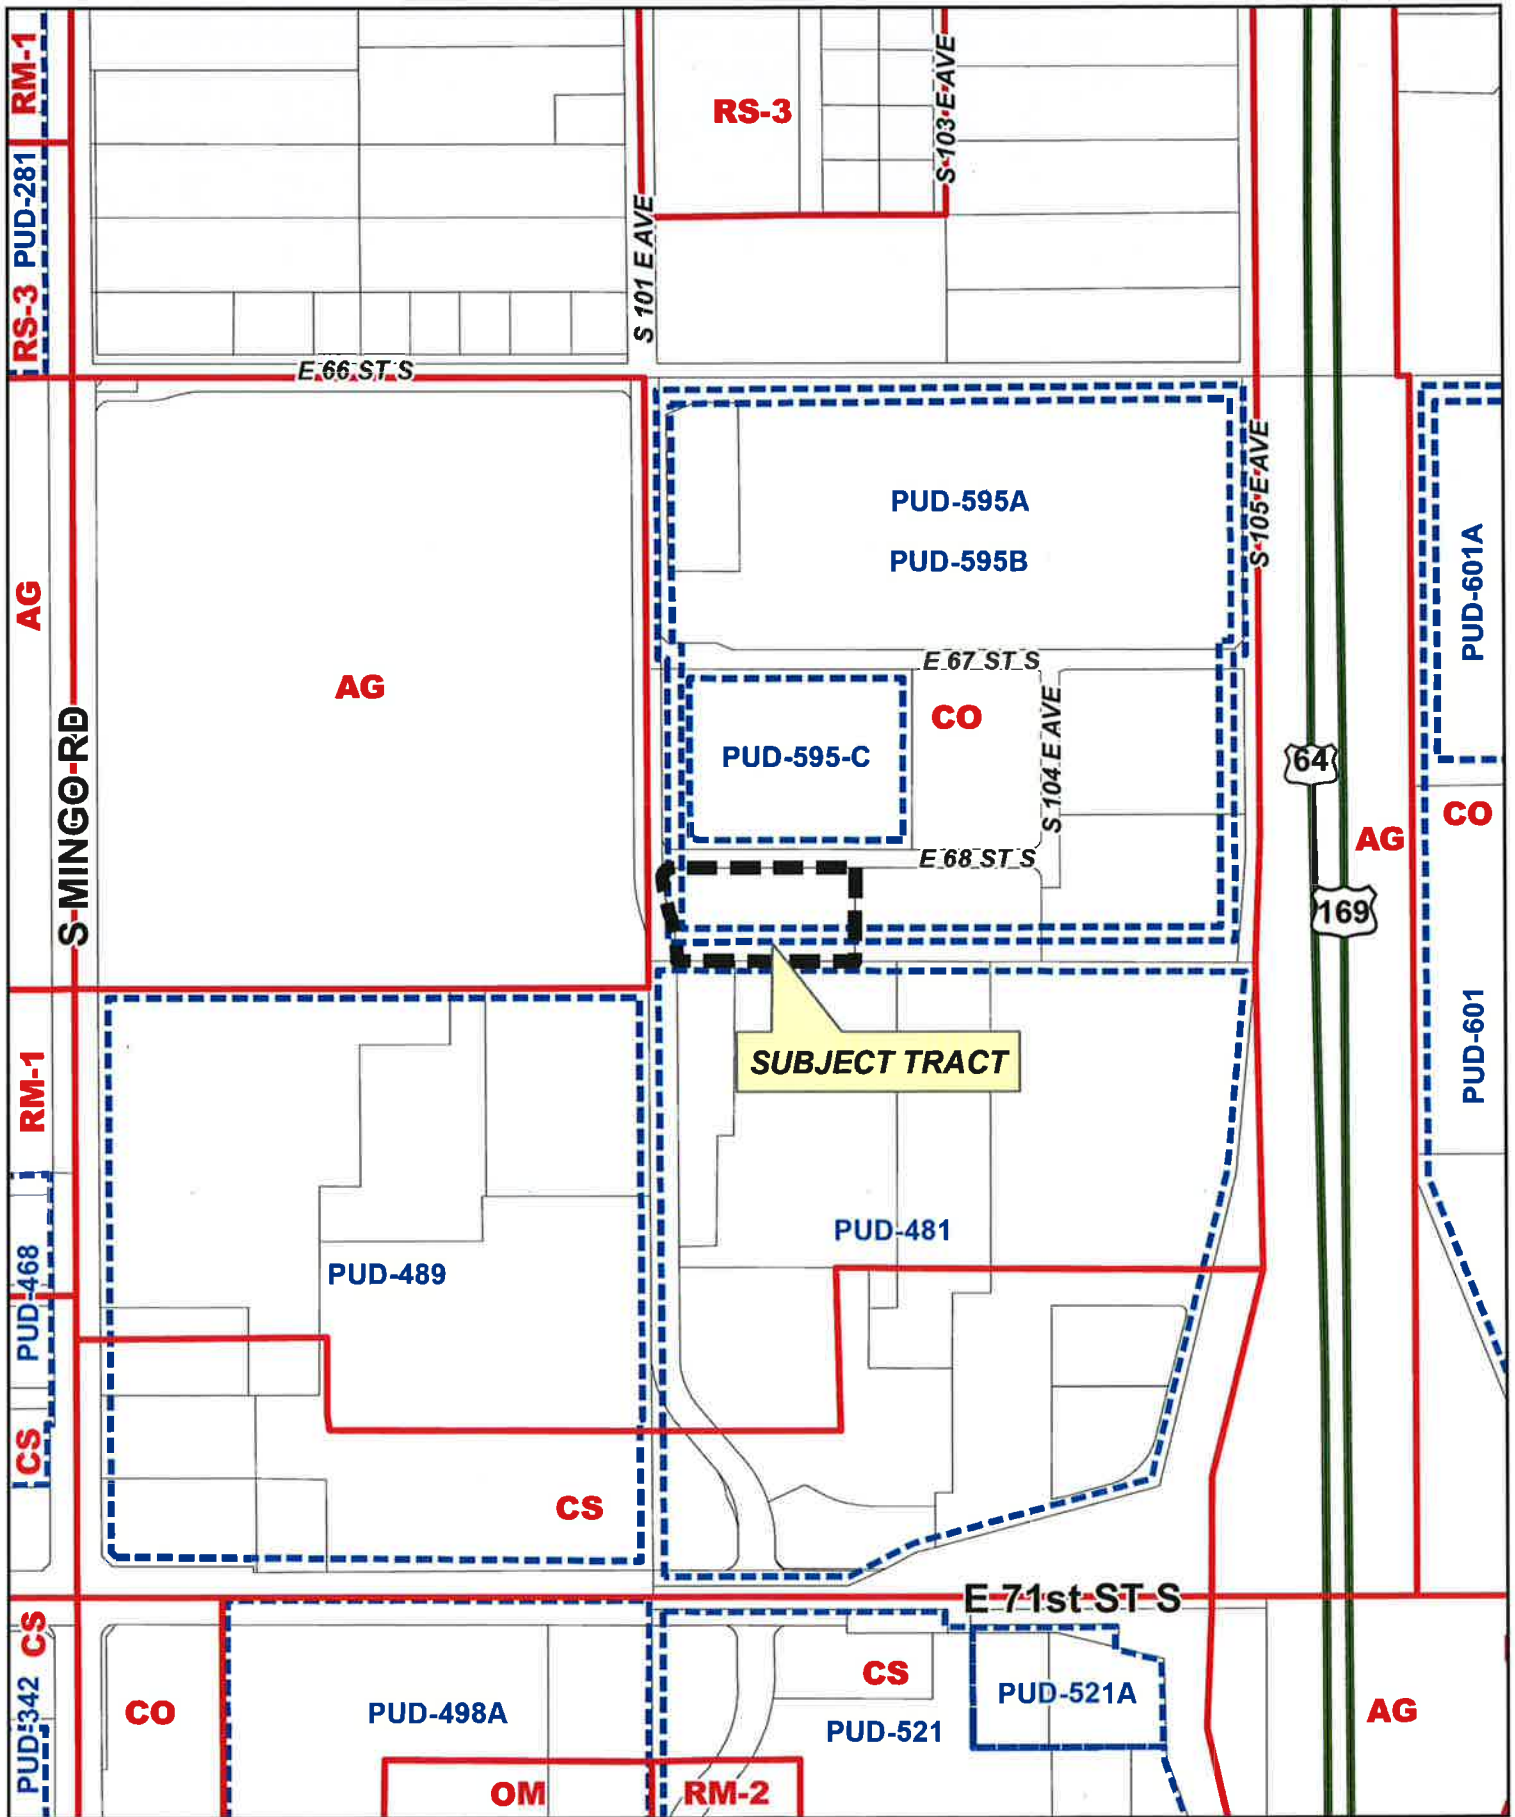 RM-1
RS-3
S 103 E AVE
PUD-281
S 101 E AVE
RS-3
E 66 ST S
S 105 E AVE
PUD-595A
PUD-595B
PUD-601A
AG
AG
E 67 ST S
CO
S 104 E AVE
PUD-595-C
S MINGO RD
64
CO
AG
E 68 ST S
169
SUBJECT TRACT
RM-1
PUD-601
PUD-481
PUD-489
PUD-468
CS
CS
E 71st ST S
CS
CS
PUD-521A
PUD-342
CO
PUD-498A
PUD-521
AG
OM
RM-2